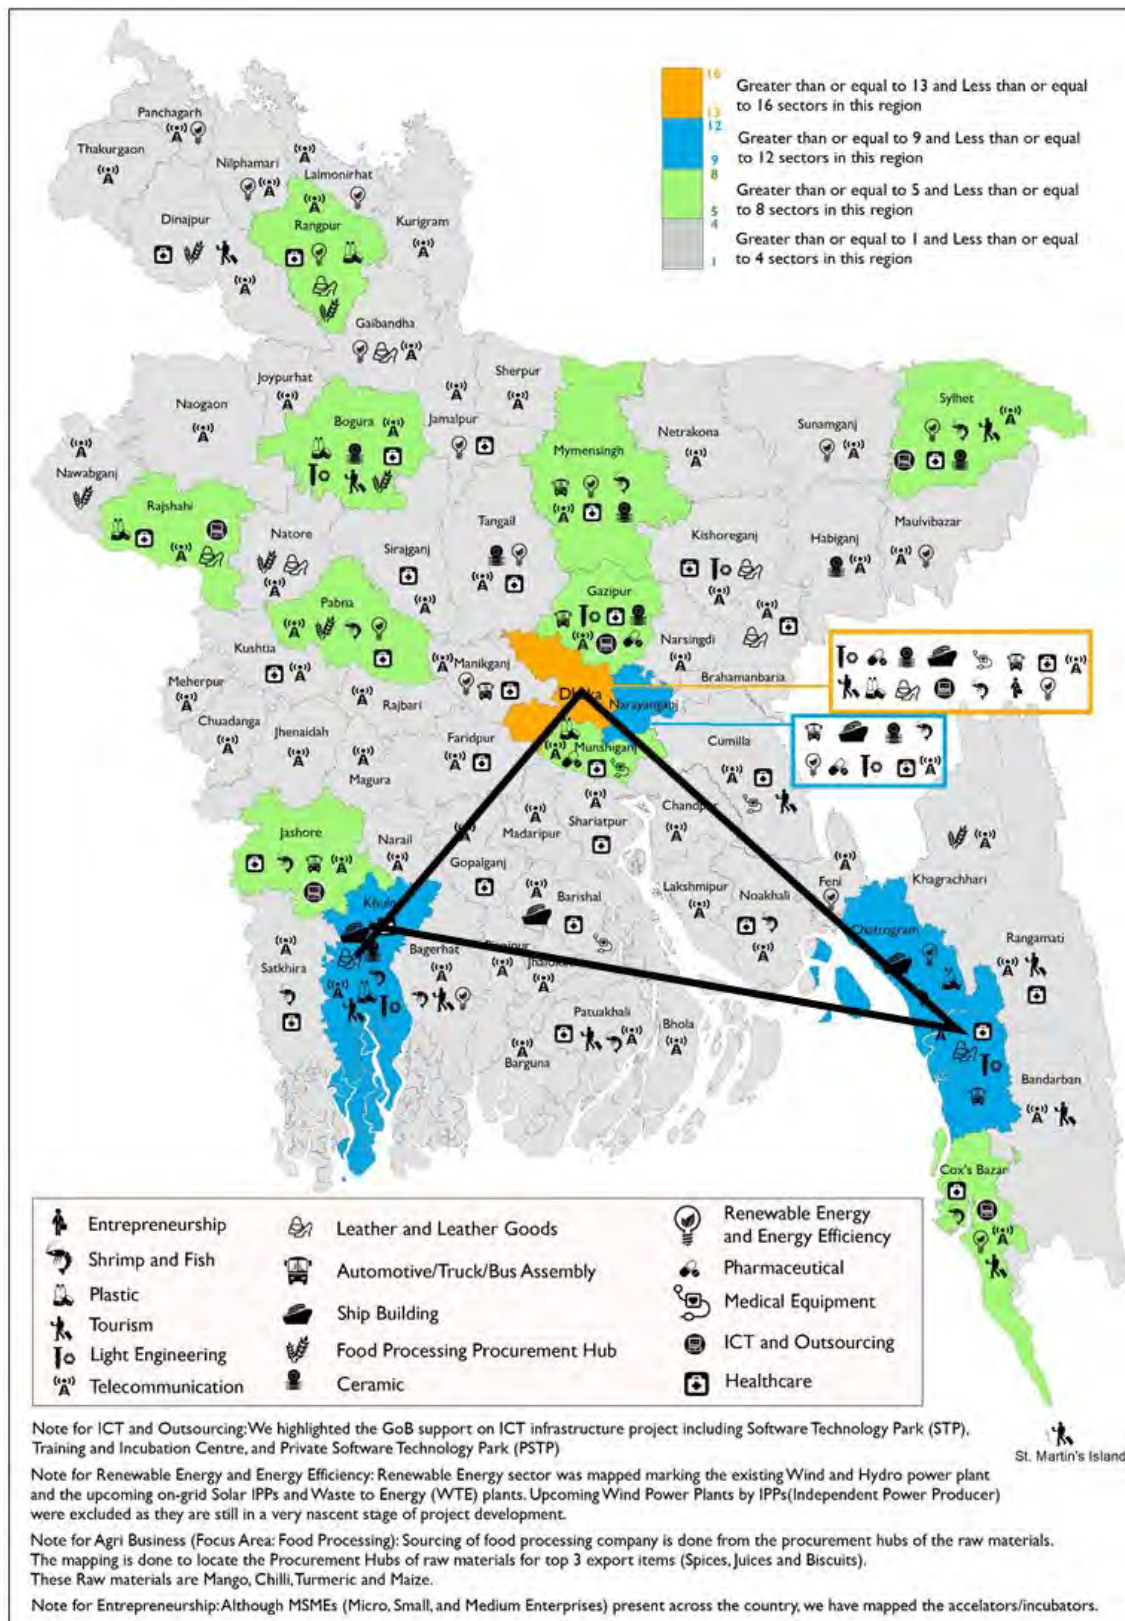 16
Greater than or equal to 13 and Less than or equal
to 16 sectors in this region
13
12
Greater than or equal to 9 and Less than or equal
to 12 sectors in this region
9
8
Greater than or equal to 5 and Less than or equal
to 8 sectors in this region
5
4
Greater than or equal to 1 and Less than or equal
to 4 sectors in this region
1
Panchagarh
Thakurgaon
Nilphamari
Lalmonirhat
Dinajpur
Rangpur
Kurigram
Gaibandha
Joypurhat
Sherpur
Naogaon
Bogura
Jamalpur
Mymensingh
Netrakona
Sunamganj
Sylhet
Nawabganj
Rajshahi
Natore
Sirajganj
Tangail
Kishoreganj
Habiganj
Maulvibazar
Pabna
Gazipur
Kushtia
Manikganj
Narsingdi
Brahamanbaria
Meherpur
Rajbari
Dhaka
Narayanganj
Chuadanga
Jhenaidah
Faridpur
Munshiganj
Cumilla
Magura
Jashore
Narail
Madaripur
Shariatpur
Chandpur
Gopalganj
Khulna
Barishal
Lakshmipur
Noakhali
Feni
Khagrachhari
Chattogram
Satkhira
Bagerhat
Rangamati
Patuakhali
Bhola
Barguna
Bandarban
Cox's Bazar
Entrepreneurship
Shrimp and Fish
Plastic
Tourism
Light Engineering
Telecommunication
Leather and Leather Goods
Automotive/Truck/Bus Assembly
Ship Building
Food Processing Procurement Hub
Ceramic
Renewable Energy
and Energy Efficiency
Pharmaceutical
Medical Equipment
ICT and Outsourcing
Healthcare
St. Martin's Island
Note for ICT and Outsourcing: We highlighted the GoB support on ICT infrastructure project including Software Technology Park (STP),
Training and Incubation Centre, and Private Software Technology Park (PSTP)
Note for Renewable Energy and Energy Efficiency: Renewable Energy sector was mapped marking the existing Wind and Hydro power plant
and the upcoming on-grid Solar IPPs and Waste to Energy (WTE) plants. Upcoming Wind Power Plants by IPPs(Independent Power Producer)
were excluded as they are still in a very nascent stage of project development.
Note for Agri Business (Focus Area: Food Processing): Sourcing of food processing company is done from the procurement hubs of the raw materials.
The mapping is done to locate the Procurement Hubs of raw materials for top 3 export items (Spices, Juices and Biscuits).
These Raw materials are Mango, Chilli, Turmeric and Maize.
Note for Entrepreneurship: Although MSMEs (Micro, Small, and Medium Enterprises) present across the country, we have mapped the accelators/incubators.